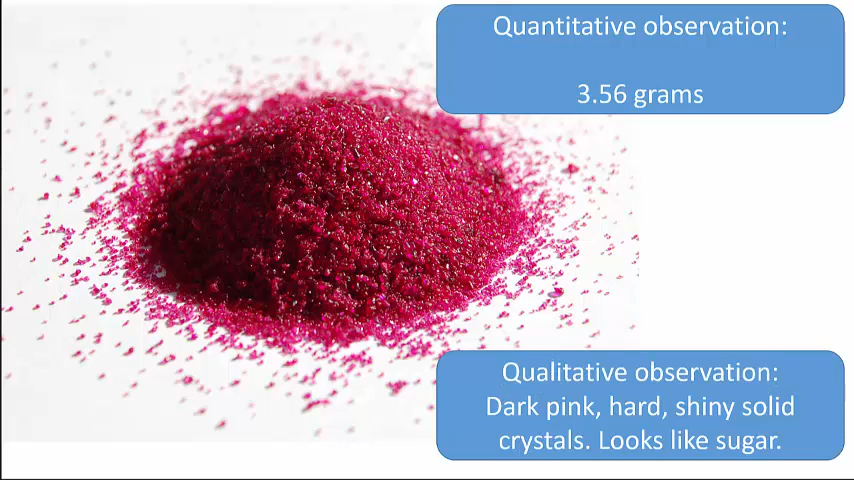 Quantitative observation:
3.56 grams
Qualitative observation:
Dark pink, hard, shiny solid
crystals. Looks like sugar.